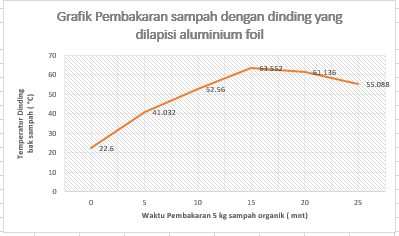 Grafik Pembakaran sampah dengan dinding yang
dilapisi aluminium foil
Temperatur Dinding
bak sampah ( °C)
70
60
50
40
30
20
10
0
22.6
41.032
52.56
63.552
61.136
55.088
0 5 10 15 20 25
Waktu Pembakaran 5 kg sampah organik ( mnt)